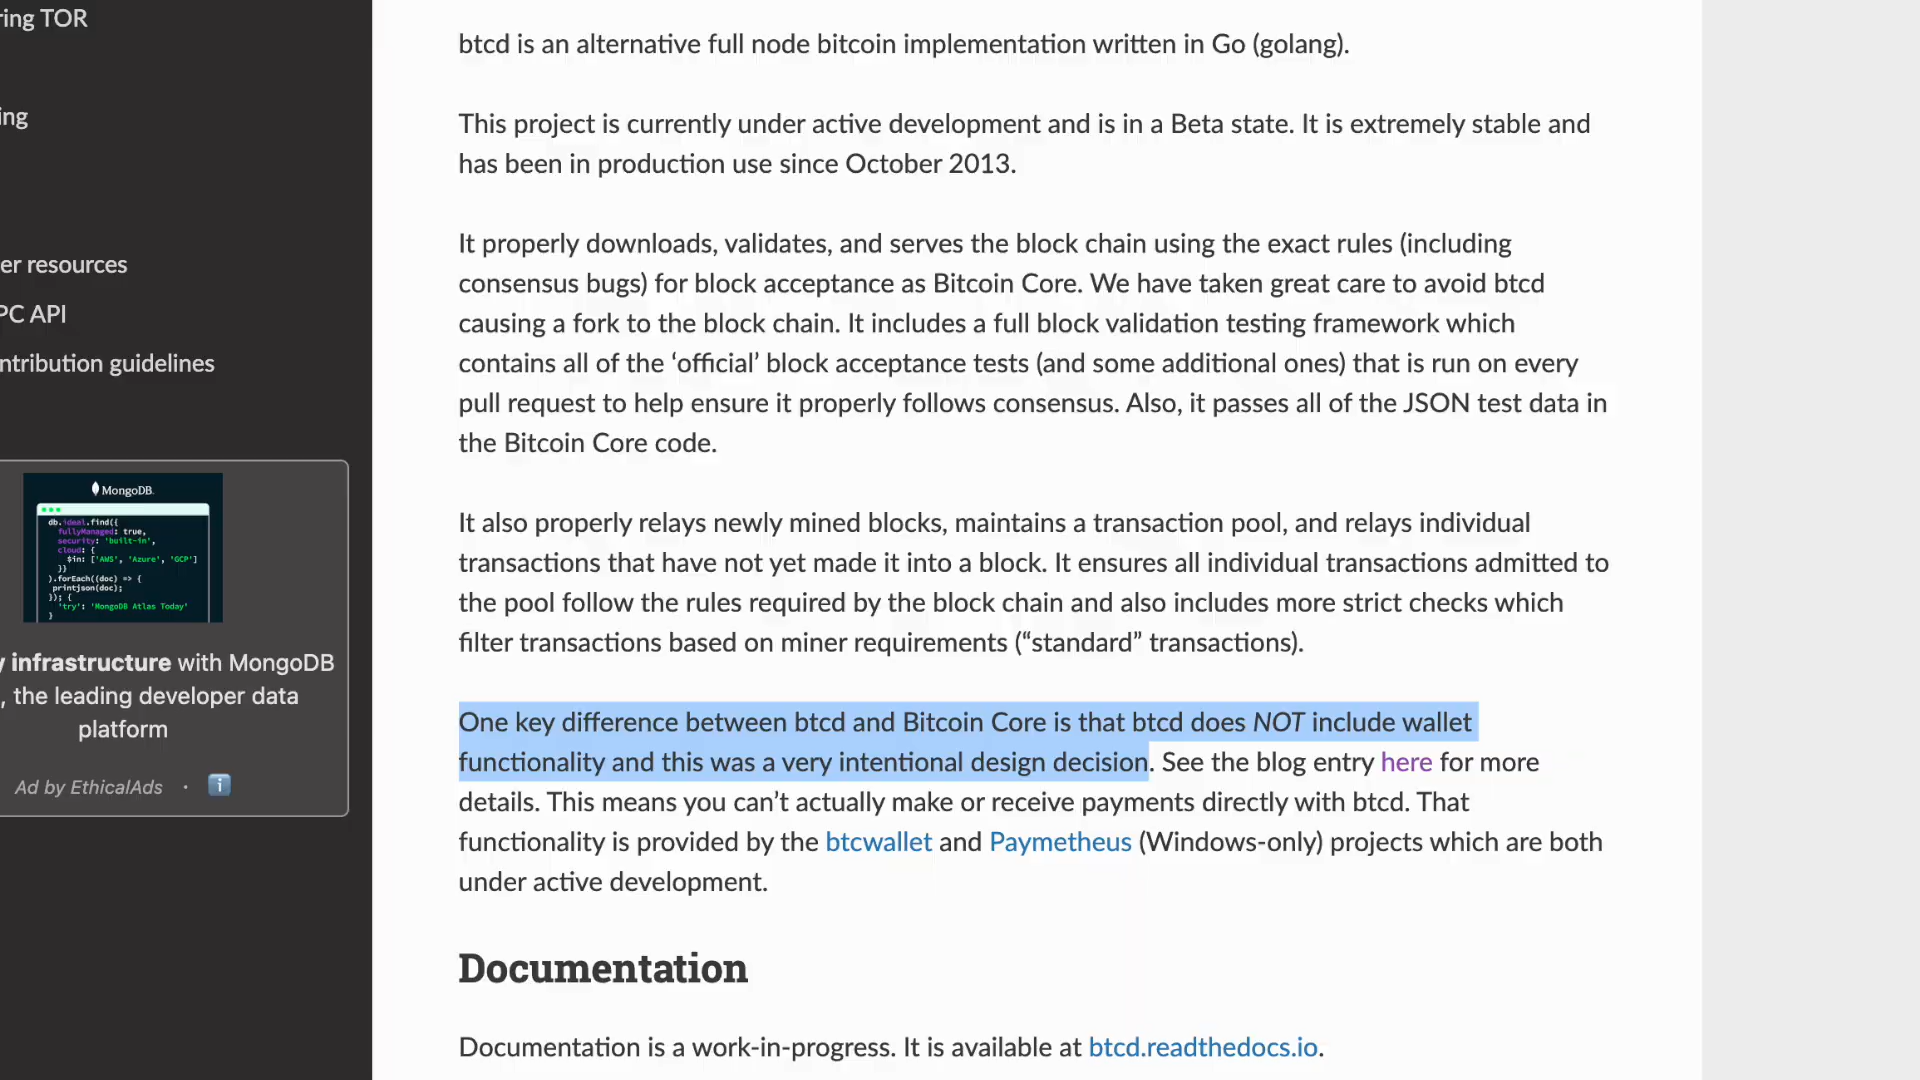 ring TOR
ing
er resources
PC API
ntribution guidelines
MongoDB.
db.ideal.find({
fullyManaged: true,
security: 'built-in',
cloud: {
$in: ['AWS', 'Azure', 'GCP']
}}
).forEach((doc) => {
printjson(doc);
}); {
'try': 'MongoDB Atlas Today'
}
y infrastructure with MongoDB
, the leading developer data
platform
Ad by EthicalAds · i
btcd is an alternative full node bitcoin implementation written in Go (golang).
This project is currently under active development and is in a Beta state. It is extremely stable and
has been in production use since October 2013.
It properly downloads, validates, and serves the block chain using the exact rules (including
consensus bugs) for block acceptance as Bitcoin Core. We have taken great care to avoid btcd
causing a fork to the block chain. It includes a full block validation testing framework which
contains all of the ‘official’ block acceptance tests (and some additional ones) that is run on every
pull request to help ensure it properly follows consensus. Also, it passes all of the JSON test data in
the Bitcoin Core code.
It also properly relays newly mined blocks, maintains a transaction pool, and relays individual
transactions that have not yet made it into a block. It ensures all individual transactions admitted to
the pool follow the rules required by the block chain and also includes more strict checks which
filter transactions based on miner requirements (“standard” transactions).
One key difference between btcd and Bitcoin Core is that btcd does NOT include wallet
functionality and this was a very intentional design decision. See the blog entry here for more
details. This means you can’t actually make or receive payments directly with btcd. That
functionality is provided by the btcwallet and Paymetheus (Windows-only) projects which are both
under active development.
Documentation
Documentation is a work-in-progress. It is available at btcd.readthedocs.io.